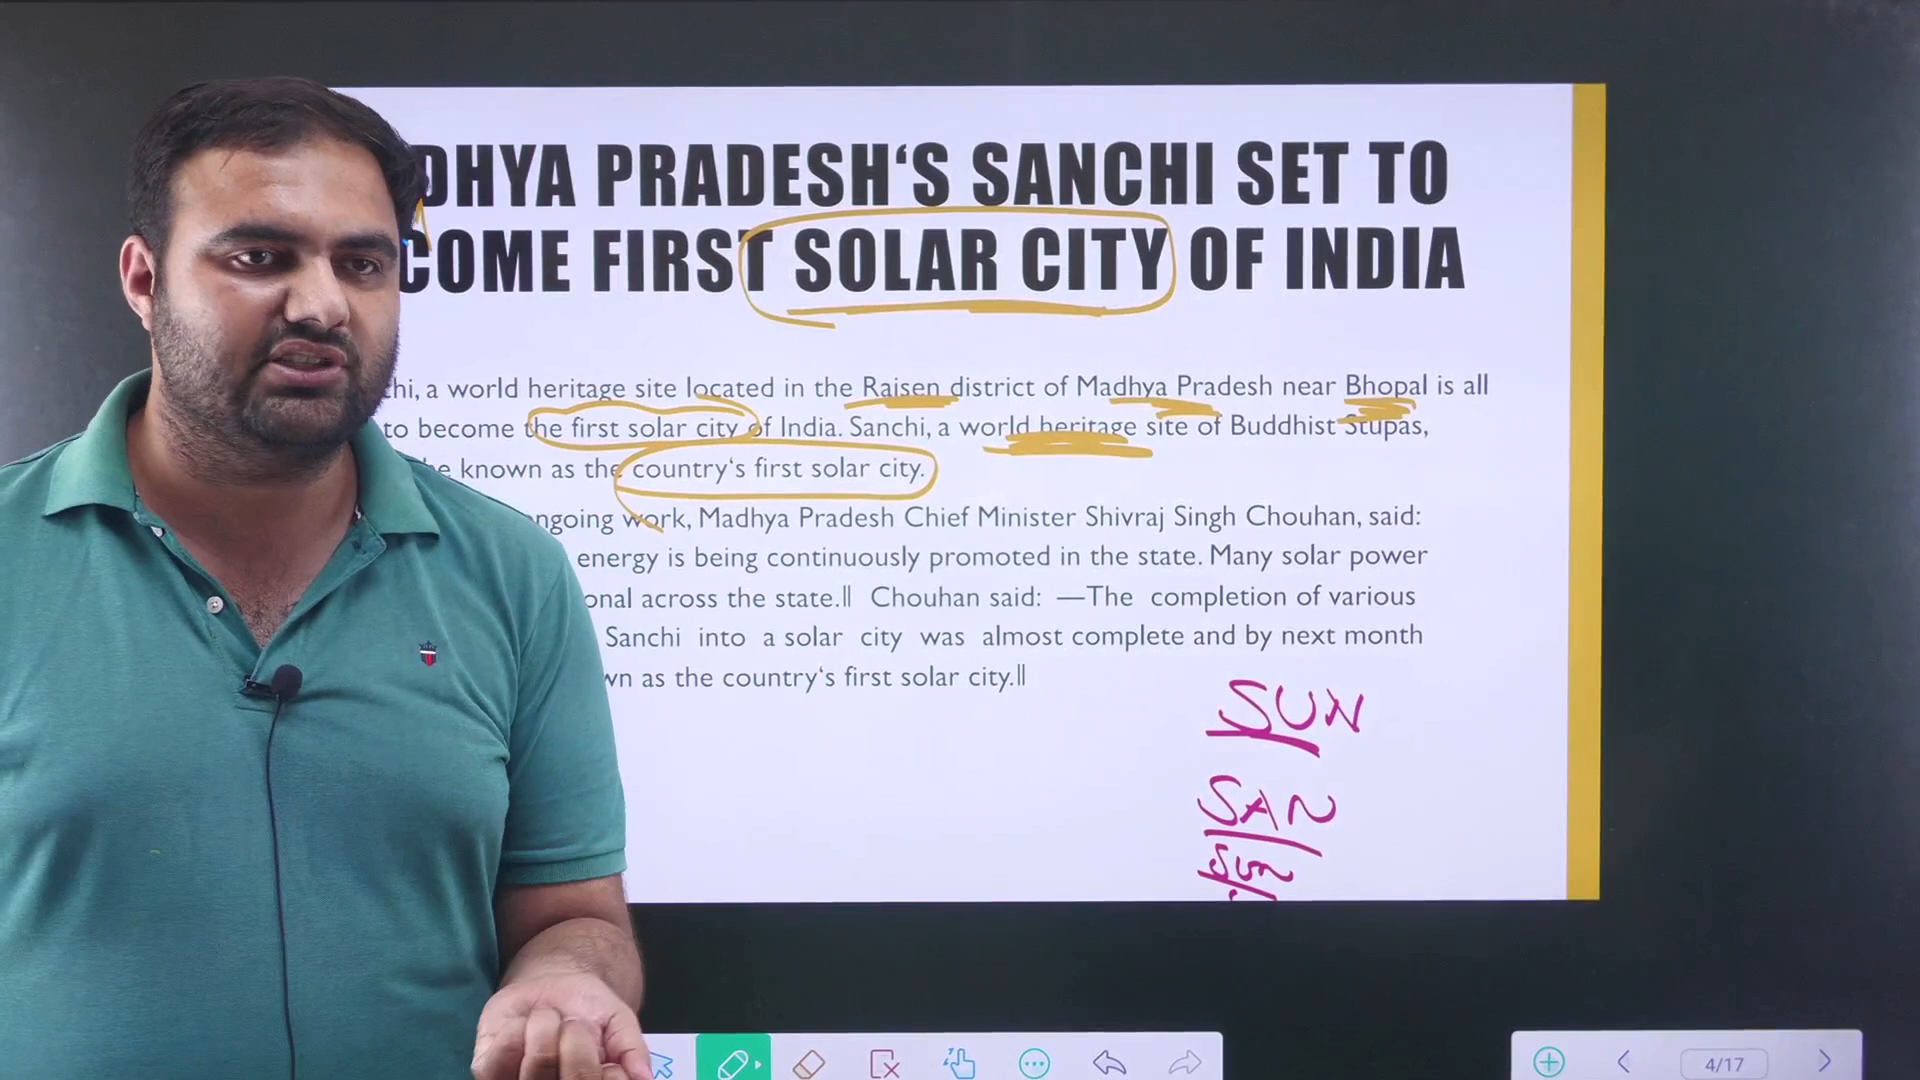 DHYA PRADESH‘S SANCHI SET TO
COME FIRST SOLAR CITY OF INDIA
hi, a world heritage site located in the Raisen district of Madhya Pradesh near Bhopal is all
to become the first solar city of India. Sanchi, a world heritage site of Buddhist Stupas,
known as the country‘s first solar city.
ngoing work, Madhya Pradesh Chief Minister Shivraj Singh Chouhan, said:
energy is being continuously promoted in the state. Many solar power
onal across the state.‖ Chouhan said: ―The completion of various
Sanchi into a solar city was almost complete and by next month
wn as the country‘s first solar city.‖
SUN
SAN
4/17